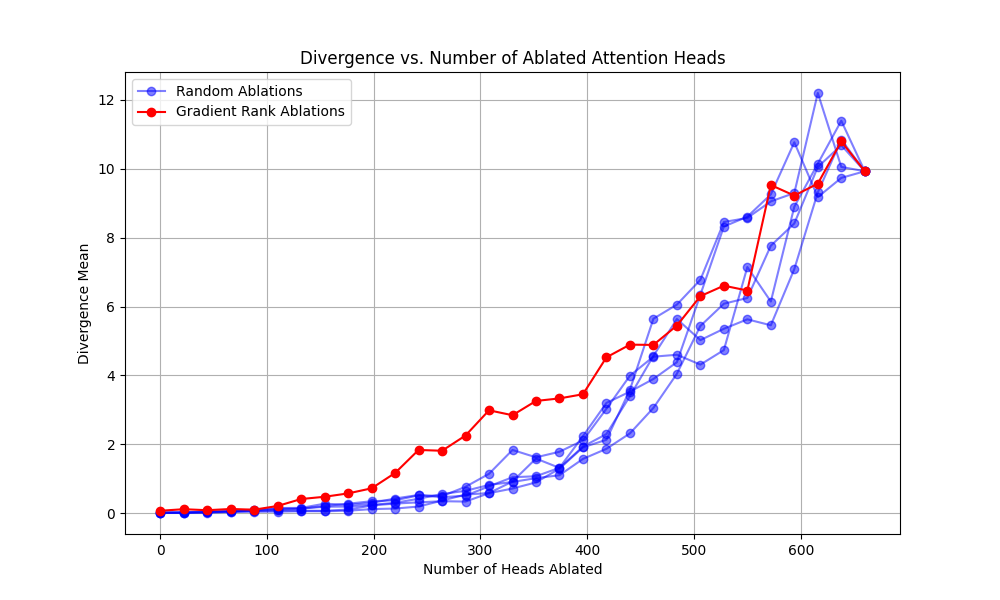 Divergence vs. Number of Ablated Attention Heads
Random Ablations
Gradient Rank Ablations
Divergence Mean
12
10
8
6
4
2
0
0 100 200 300 400 500 600
Number of Heads Ablated